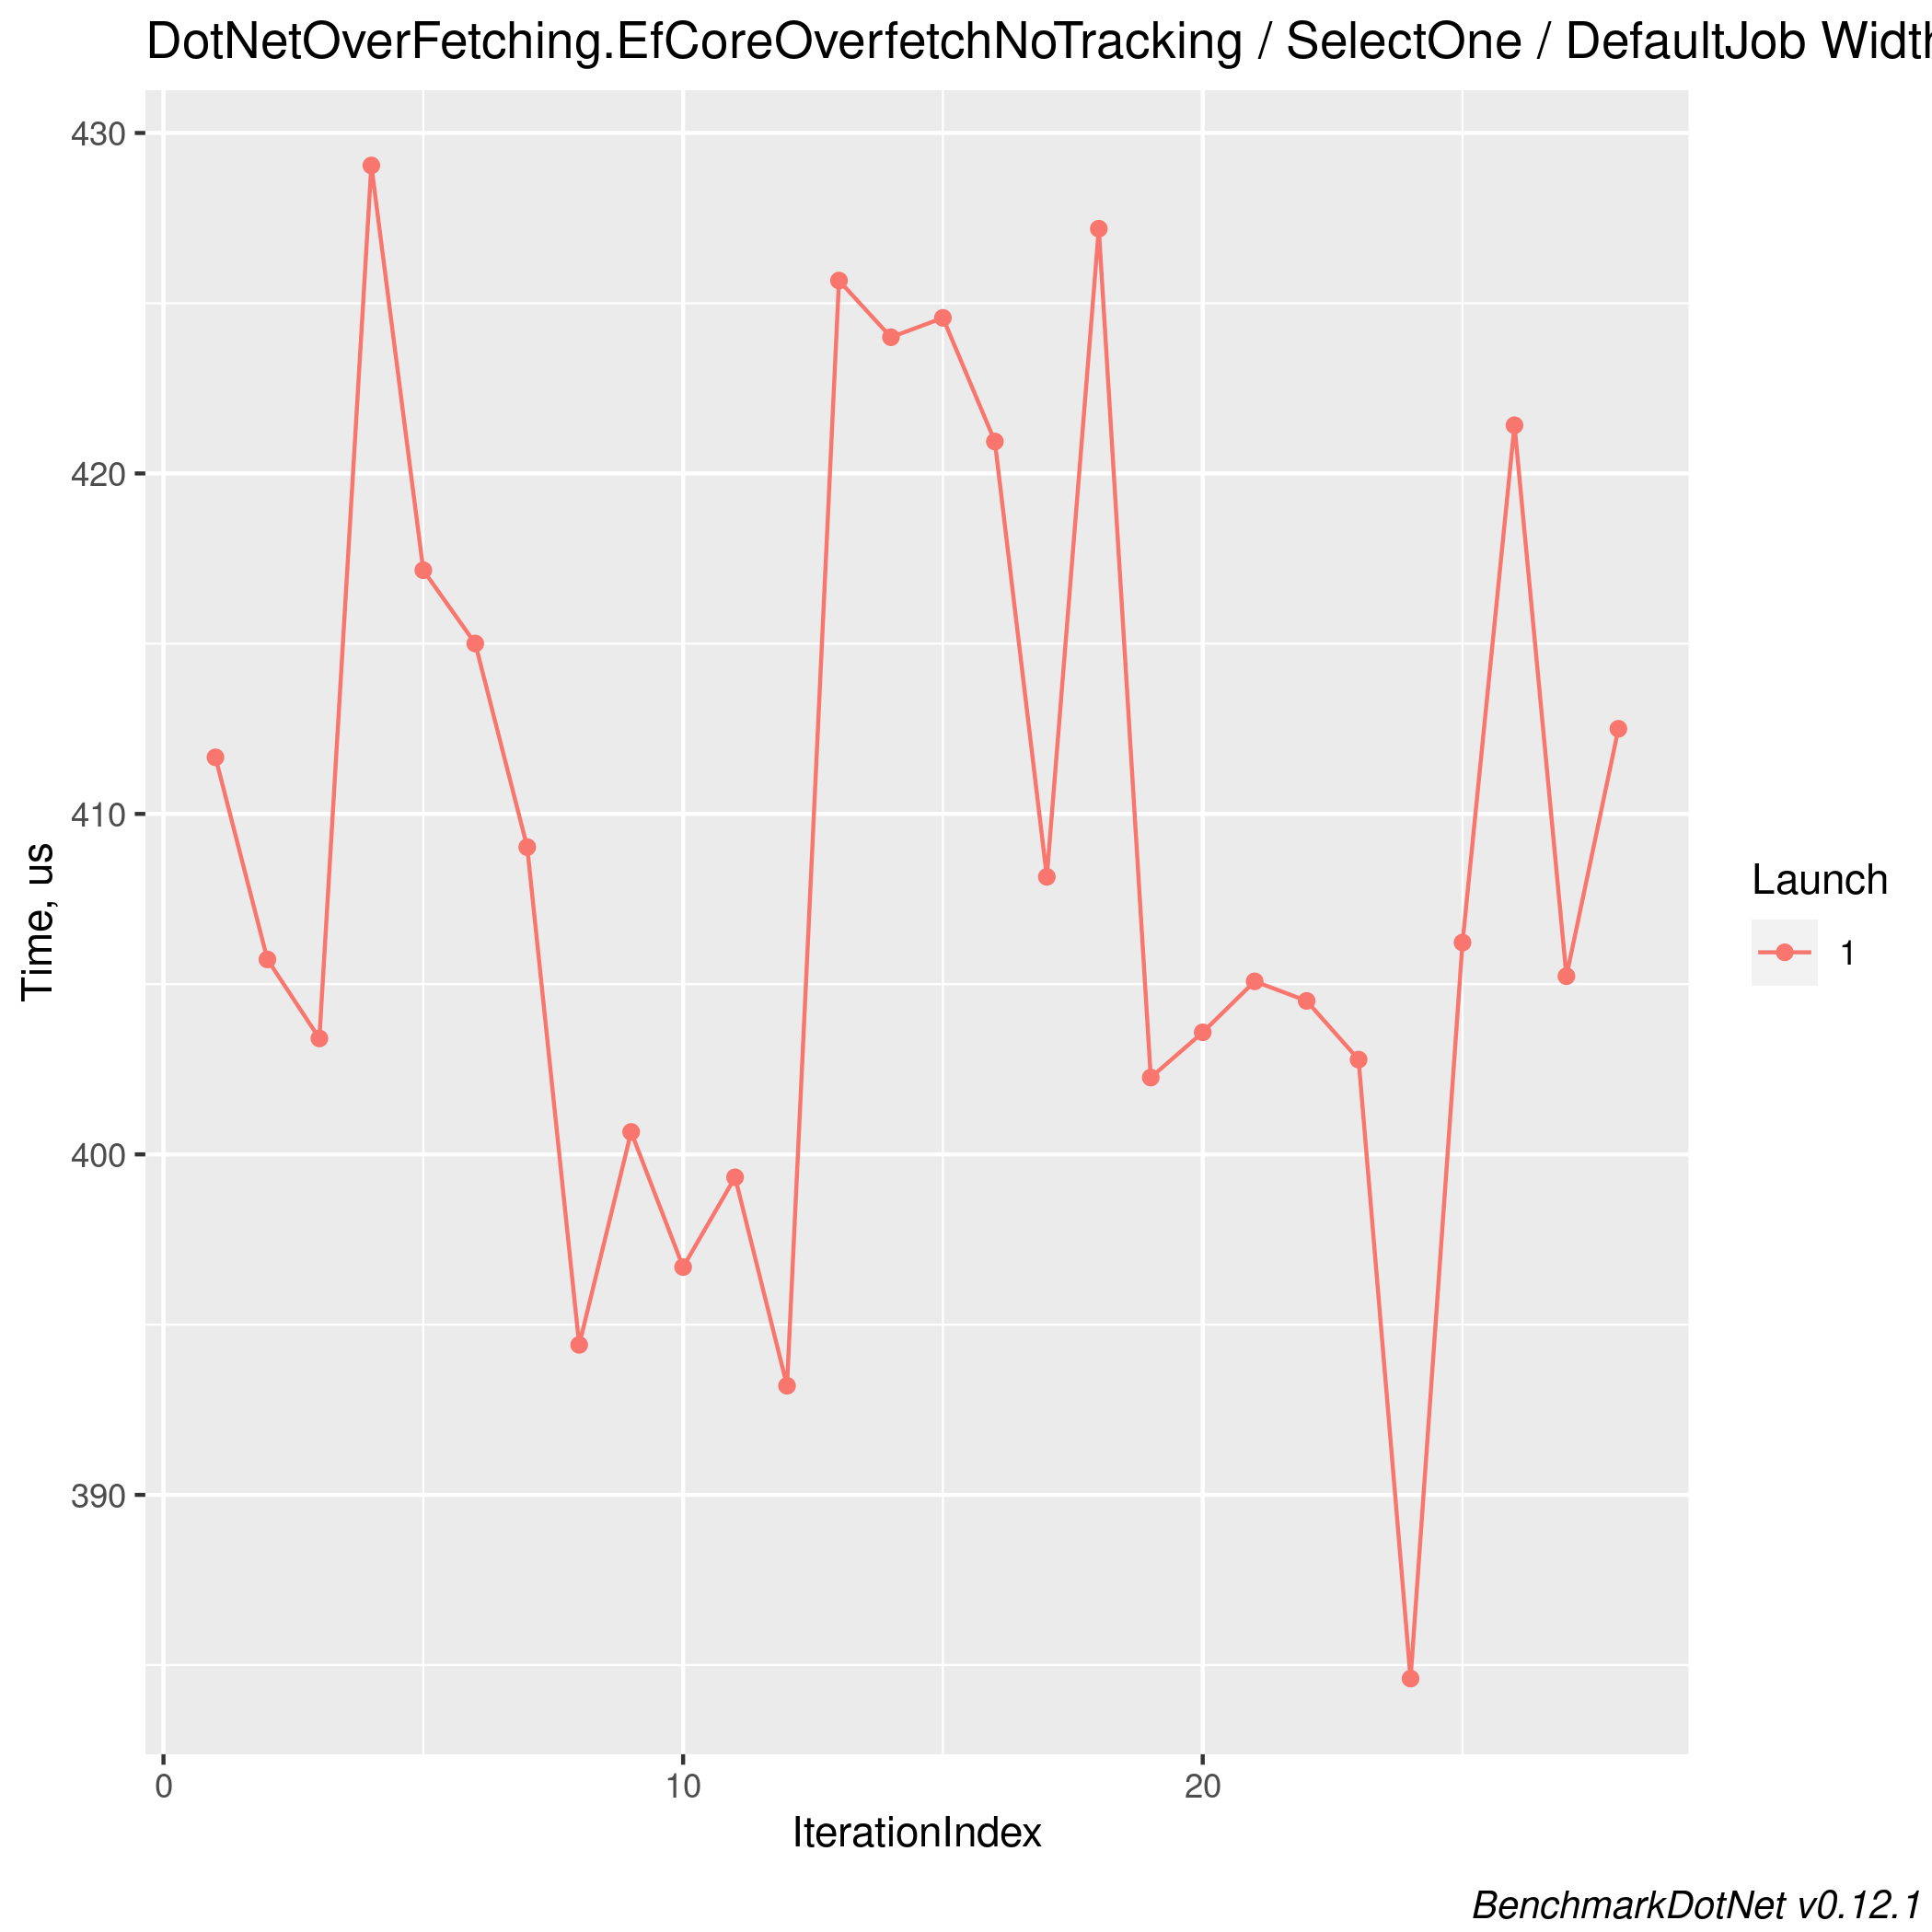 DotNetOverFetching.EfCoreOverfetchNoTracking / SelectOne / DefaultJob Width
430
420
410
400
390
Time, us
0 10 20
IterationIndex
Launch
1
BenchmarkDotNet v0.12.1